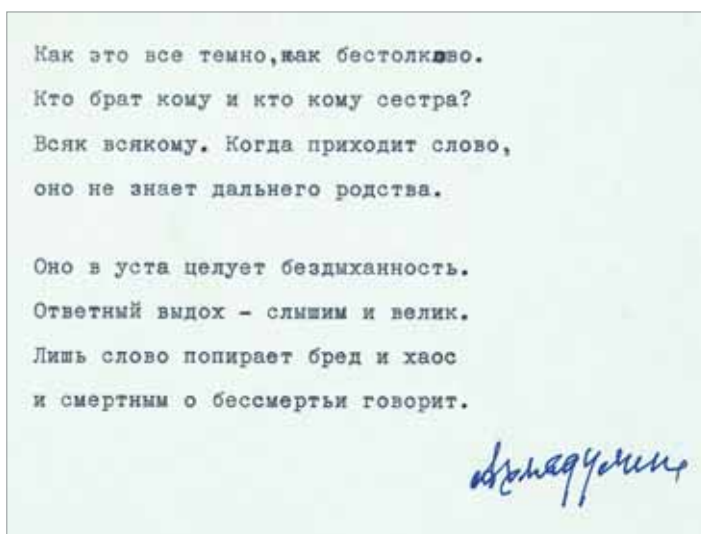 Как это все темно, как бестолково.
Кто брат кому и кто кому сестра?
Всяк всякому. Когда приходит слово,
оно не знает дальнего родства.
Оно в уста целует бездыханность.
Ответный выдох - слышим и велик.
Лишь слово попирает бред и хаос
и смертным о бессмертьи говорит.
Ахмадулина